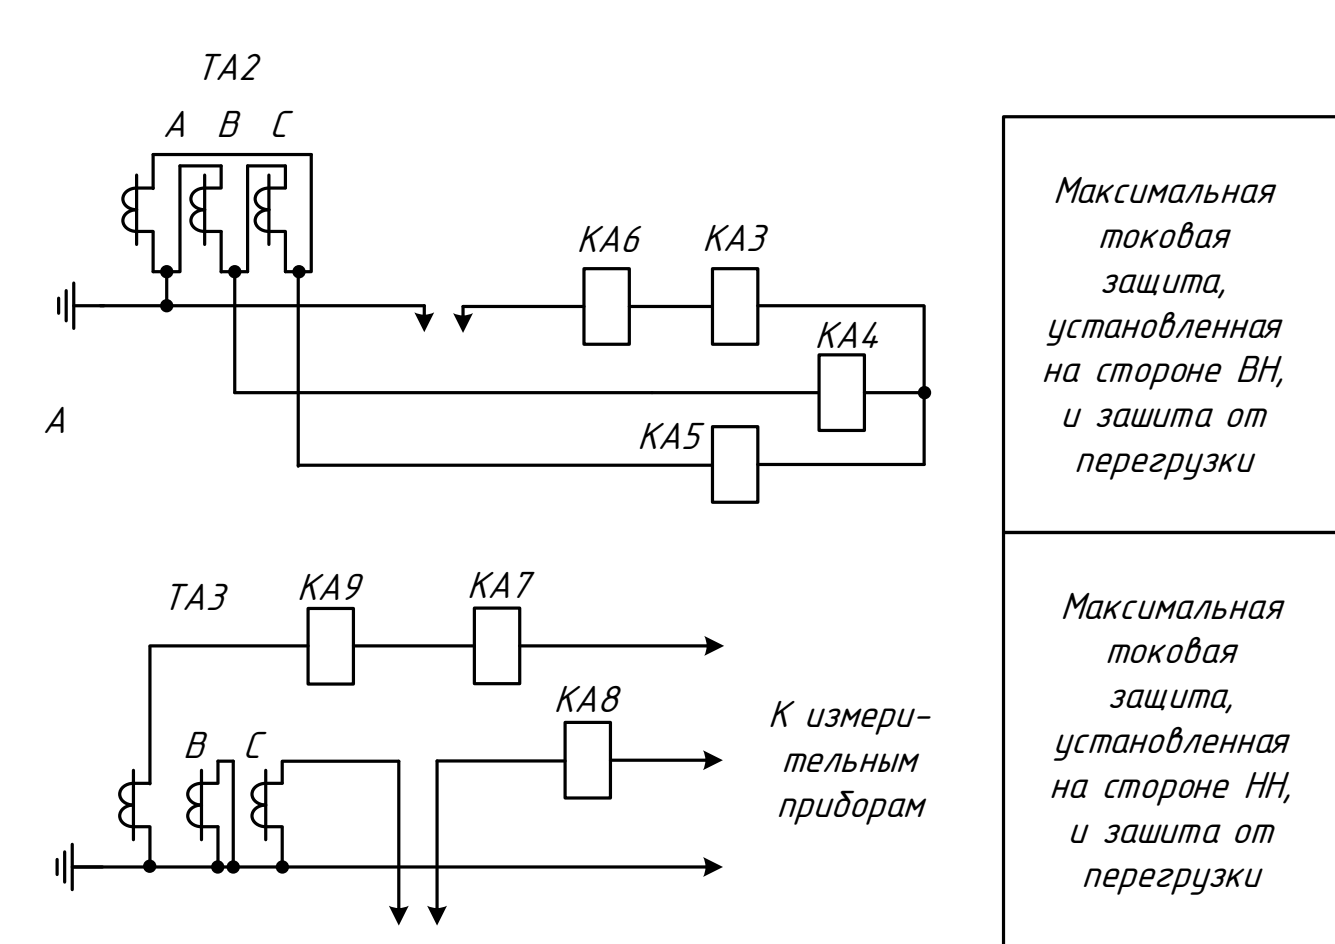 TA2
A B C
KA6 KA3
KA4
A
KA5
Максимальная
токовая
защита,
установленная
на стороне ВН,
и зашита от
перегрузки
TA3
KA9 KA7
KA8
B C
К измери-
тельным
приборам
Максимальная
токовая
защита,
установленная
на стороне НН,
и зашита от
перегрузки